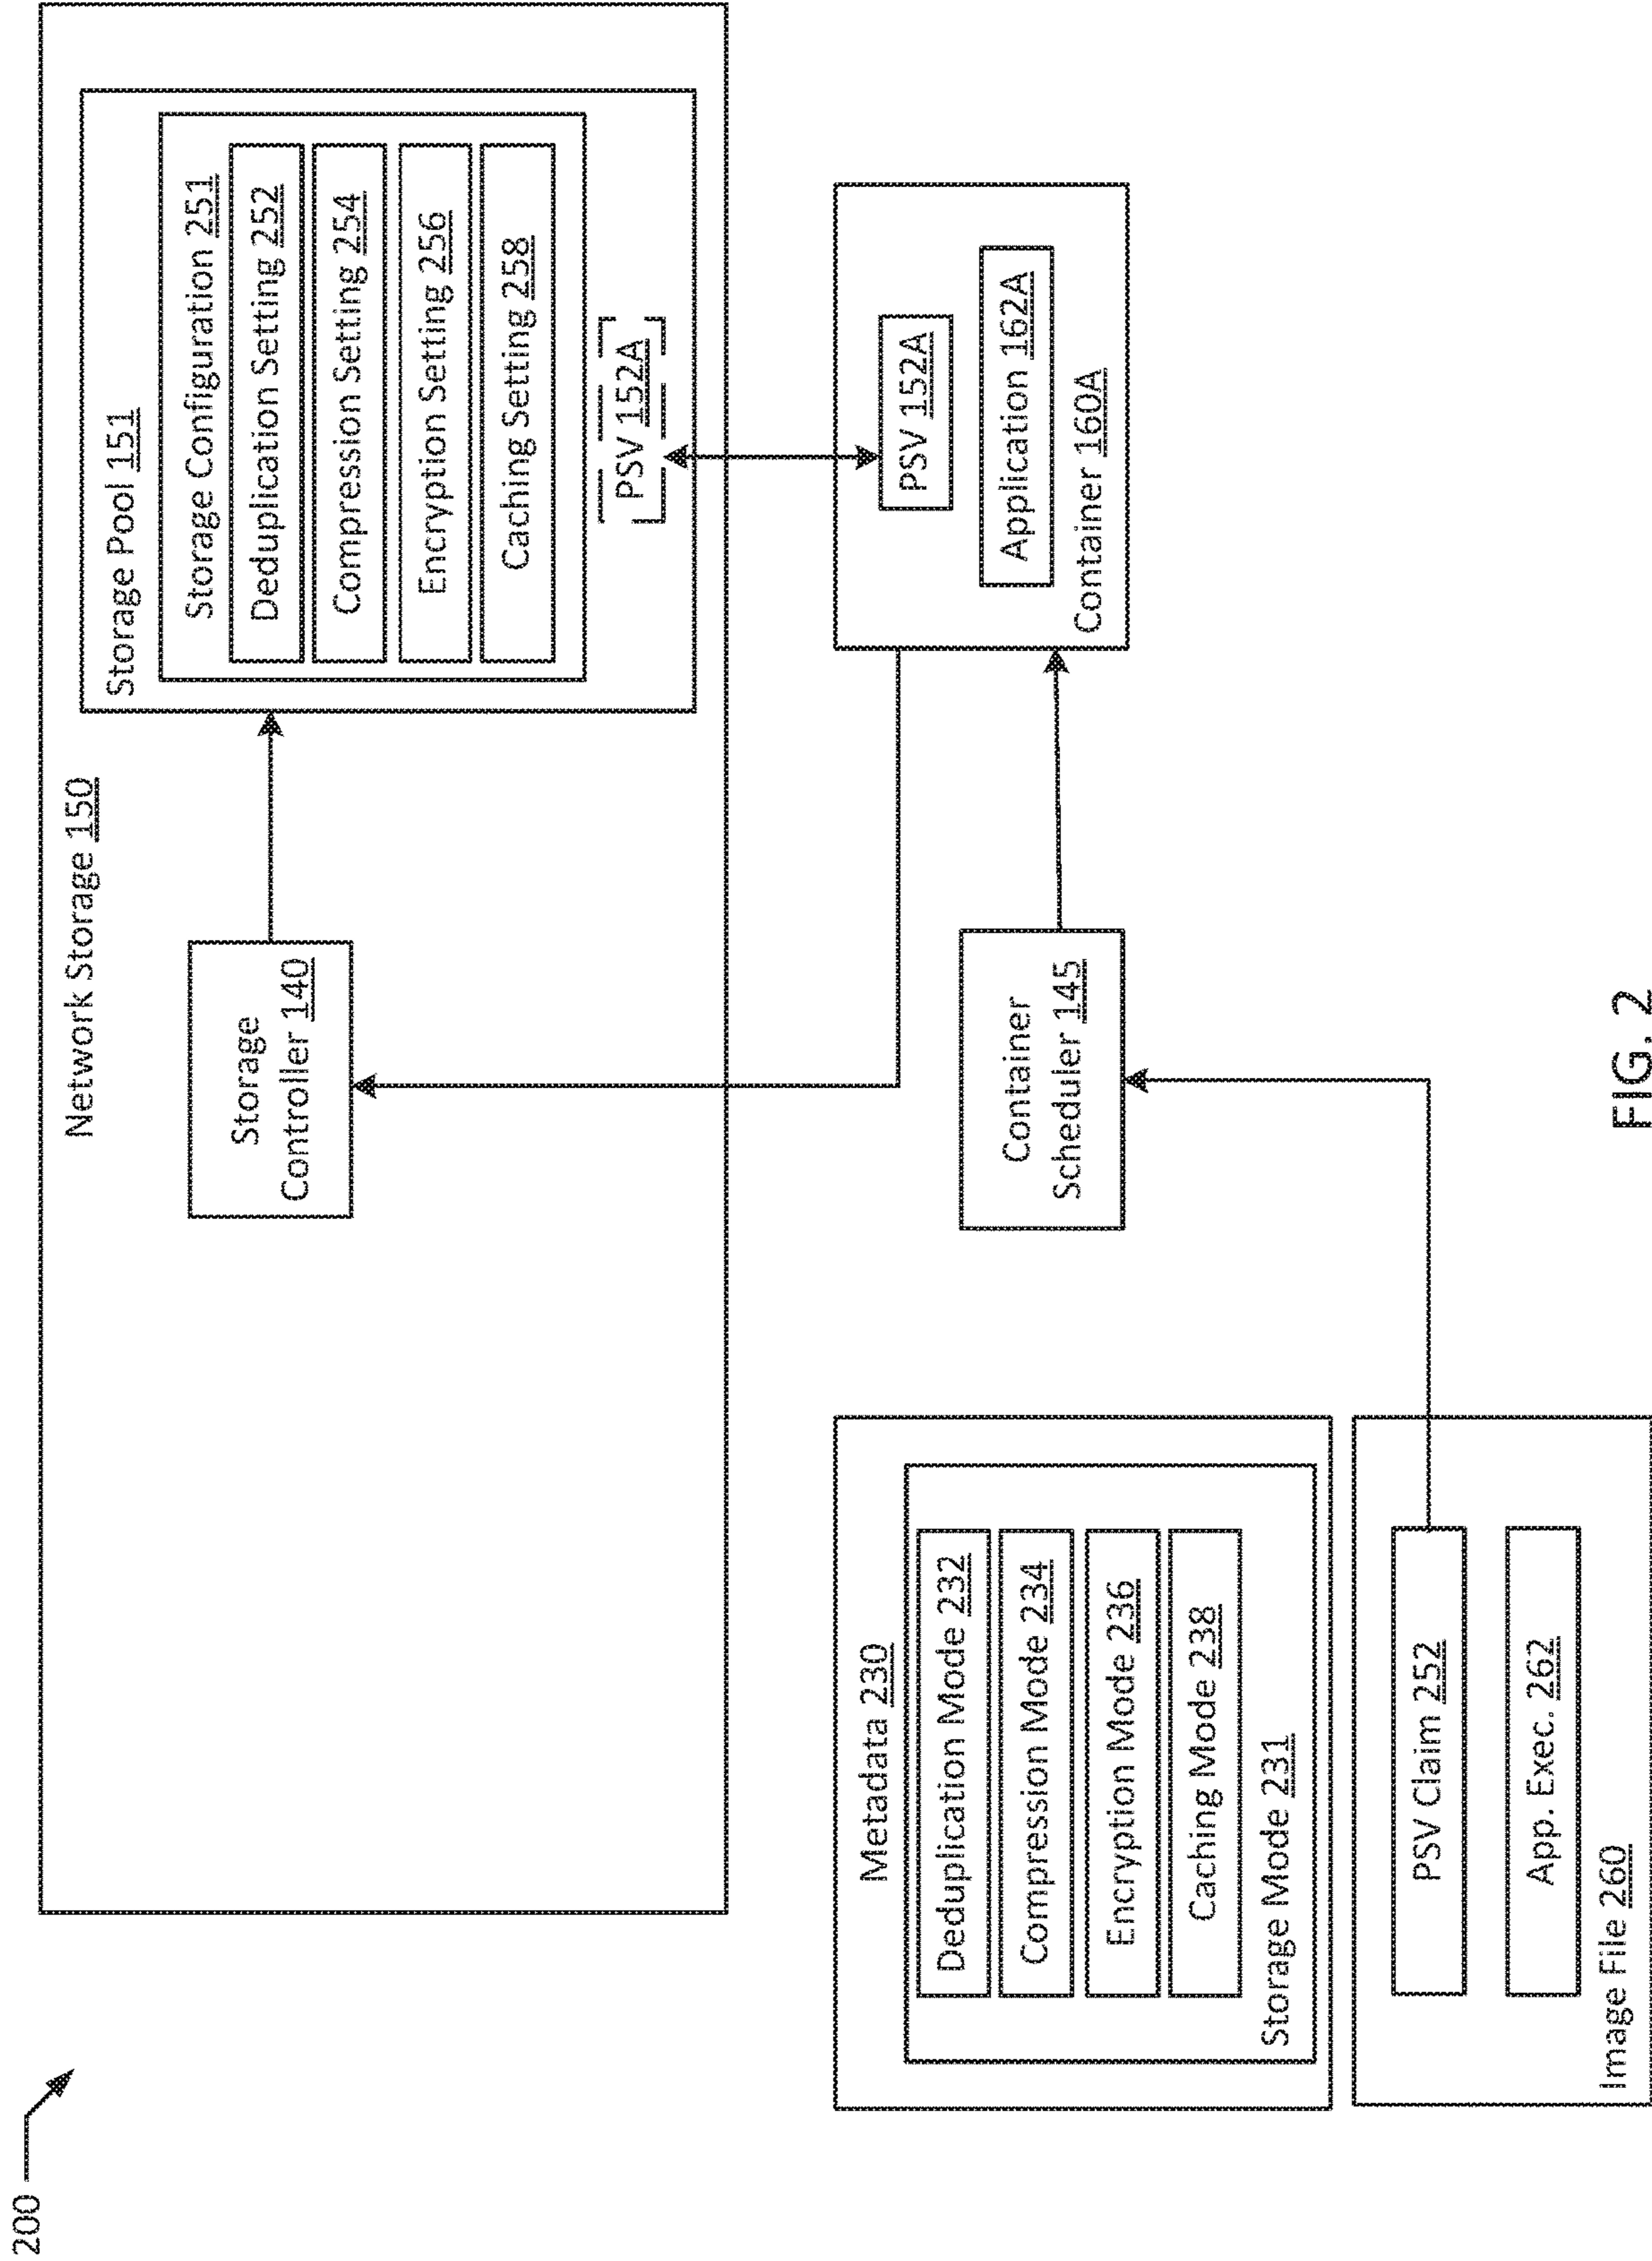 200
Network Storage 150
Storage
Controller 140
Storage Pool 151
Storage Configuration 251
Deduplication Setting 252
Compression Setting 254
Encryption Setting 256
Caching Setting 258
PSV 152A
Metadata 230
Deduplication Mode 232
Compression Mode 234
Encryption Mode 236
Caching Mode 238
Storage Mode 231
Container
Scheduler 145
PSV 152A
Application 162A
Container 160A
PSV Claim 252
App. Exec. 262
Image File 260
FIG. 2